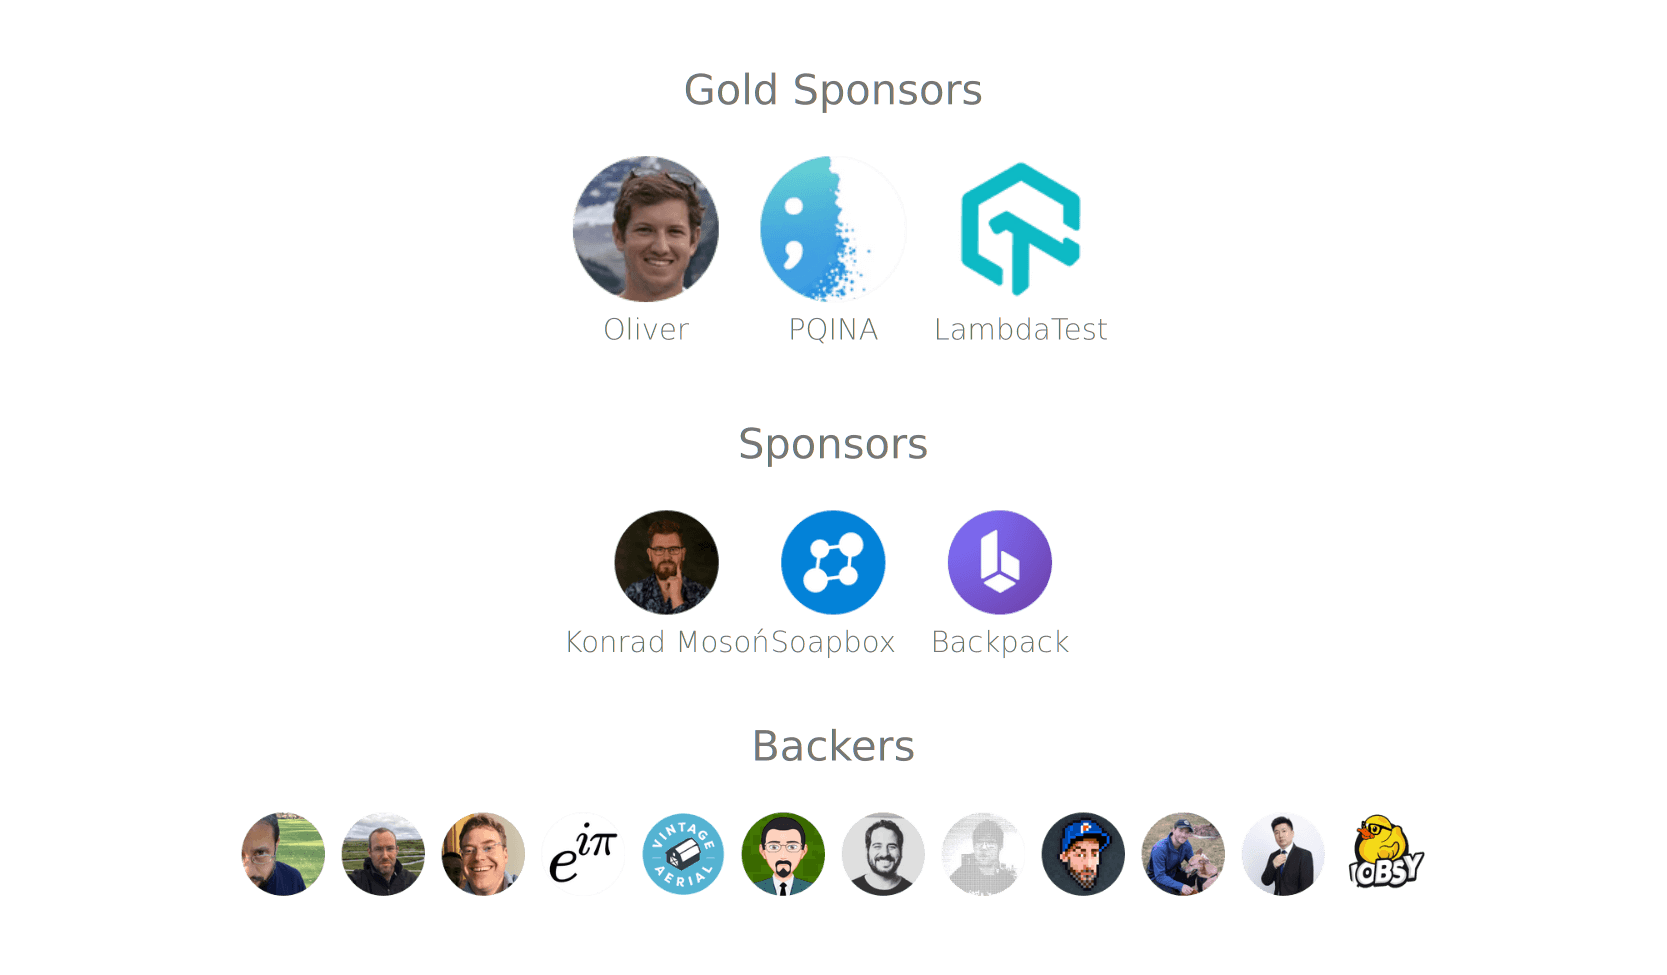 Gold Sponsors
Oliver PQINA LambdaTest
Sponsors
Konrad Mosoń Soapbox Backpack
Backers
e^{iπ} VINTAGE AERIAL OBSY